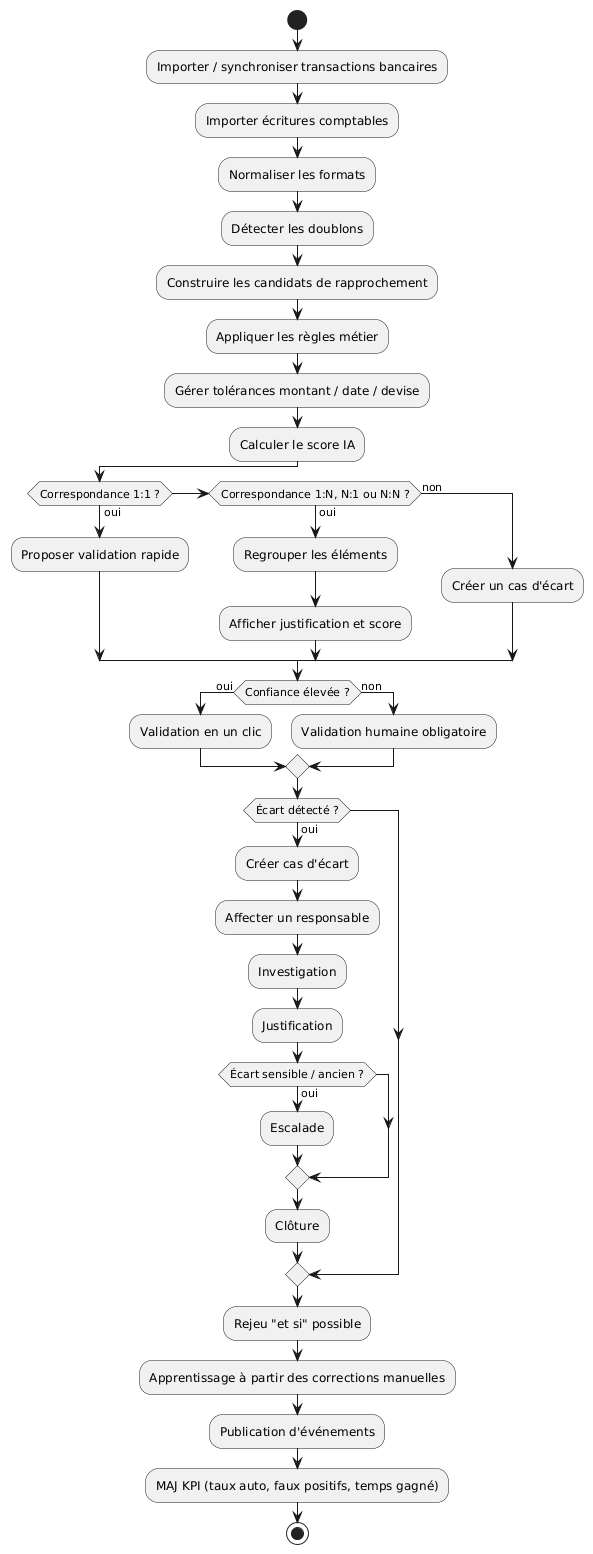 Importer / synchroniser transactions bancaires
Importer écritures comptables
Normaliser les formats
Détecter les doublons
Construire les candidats de rapprochement
Appliquer les règles métier
Gérer tolérances montant / date / devise
Calculer le score IA
Correspondance 1:1 ?
oui
Proposer validation rapide
Correspondance 1:N, N:1 ou N:N ?
oui
non
Regrouper les éléments
Afficher justification et score
Créer un cas d'écart
Confiance élevée ?
oui
non
Validation en un clic
Validation humaine obligatoire
Écart détecté ?
oui
Créer cas d'écart
Affecter un responsable
Investigation
Justification
Écart sensible / ancien ?
oui
Escalade
Clôture
Rejeu "et si" possible
Apprentissage à partir des corrections manuelles
Publication d'événements
MAJ KPI (taux auto, faux positifs, temps gagné)